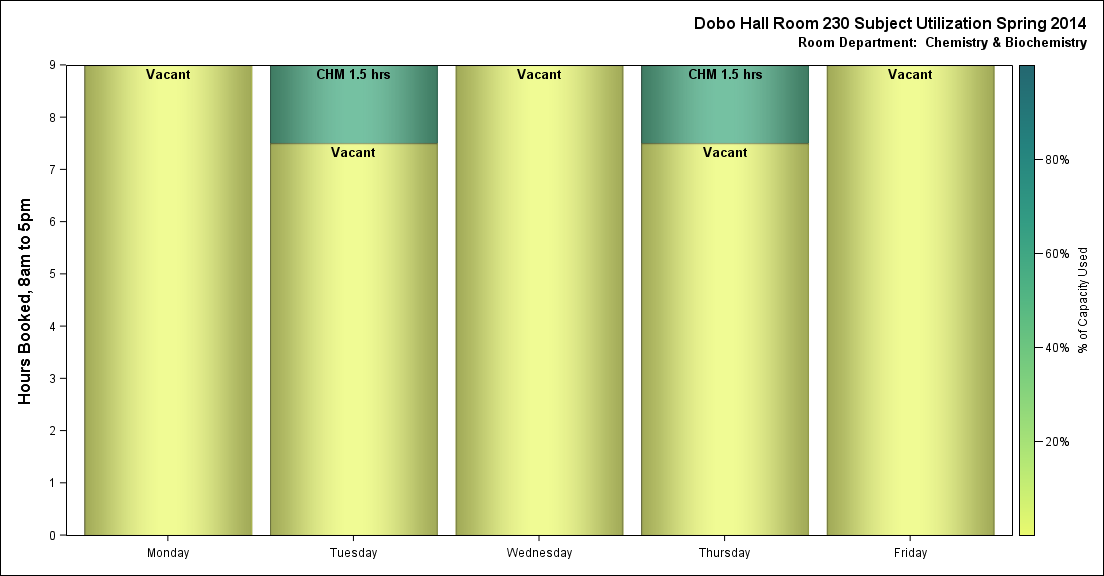 Dobo Hall Room 230 Subject Utilization Spring 2014
Room Department:  Chemistry & Biochemistry
Hours Booked, 8am to 5pm
9
8
7
6
5
4
3
2
1
0
Vacant
CHM 1.5 hrs
Vacant
Vacant
CHM 1.5 hrs
Vacant
Vacant
Monday
Tuesday
Wednesday
Thursday
Friday
80%
60%
40%
20%
% of Capacity Used